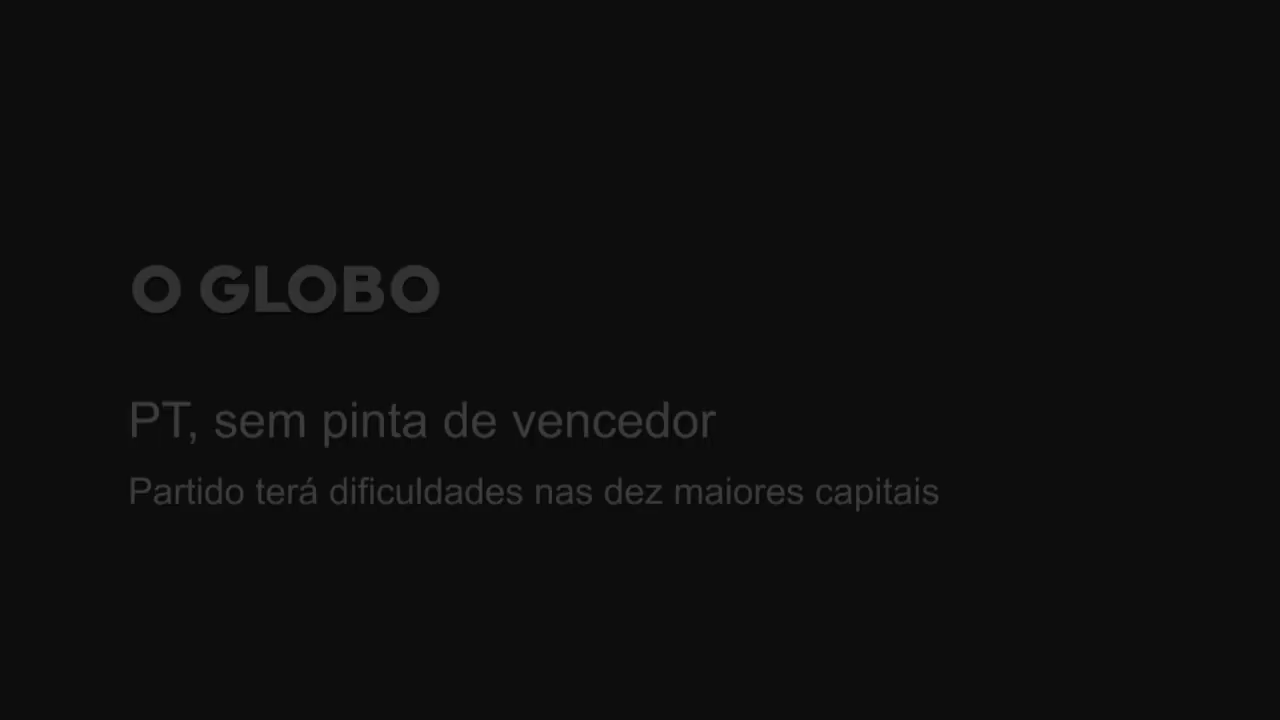 O GLOBO
PT, sem pinta de vencedor
Partido terá dificuldades nas dez maiores capitais